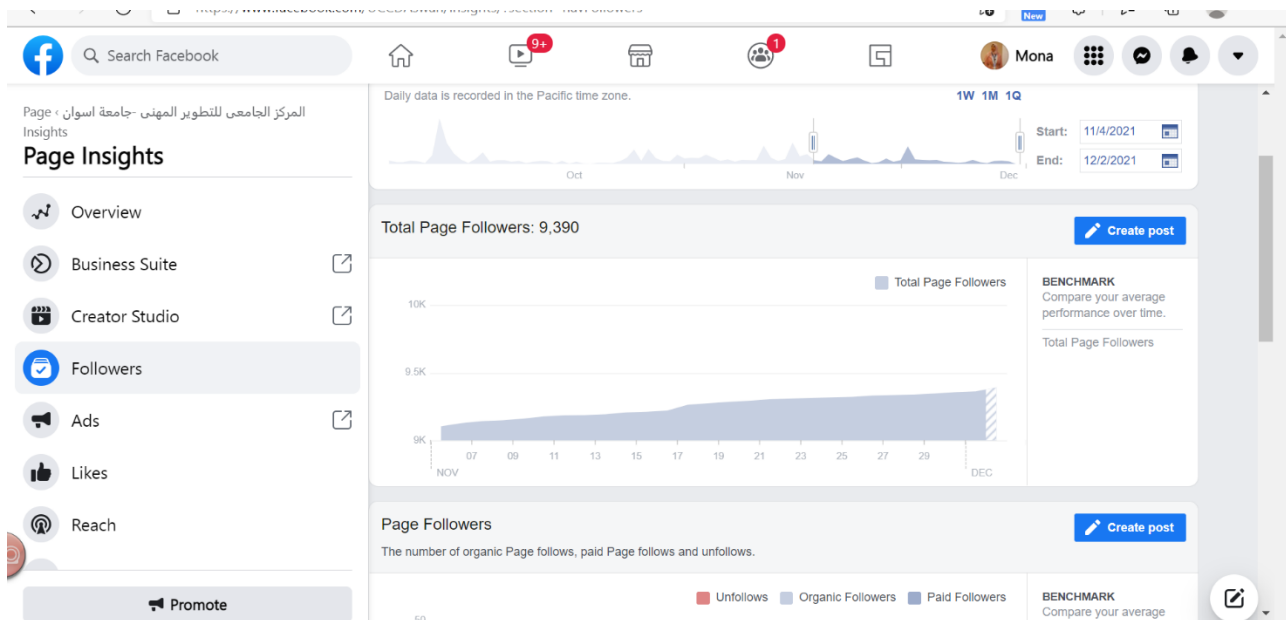 New
Search Facebook
9+
1
Mona
المركز الجامعى للتطوير المهنى -جامعة اسوان › Page
Insights
Page Insights
Overview
Business Suite
Creator Studio
Followers
Ads
Likes
Reach
Promote
Daily data is recorded in the Pacific time zone.
1W 1M 1Q
Start: 11/4/2021
End: 12/2/2021
Oct Nov Dec
Total Page Followers: 9,390
Create post
Total Page Followers
10K
9.5K
9K
07 09 11 13 15 17 19 21 23 25 27 29
NOV DEC
BENCHMARK
Compare your average
performance over time.
Total Page Followers
Page Followers
Create post
The number of organic Page follows, paid Page follows and unfollows.
Unfollows Organic Followers Paid Followers
BENCHMARK
Compare your average